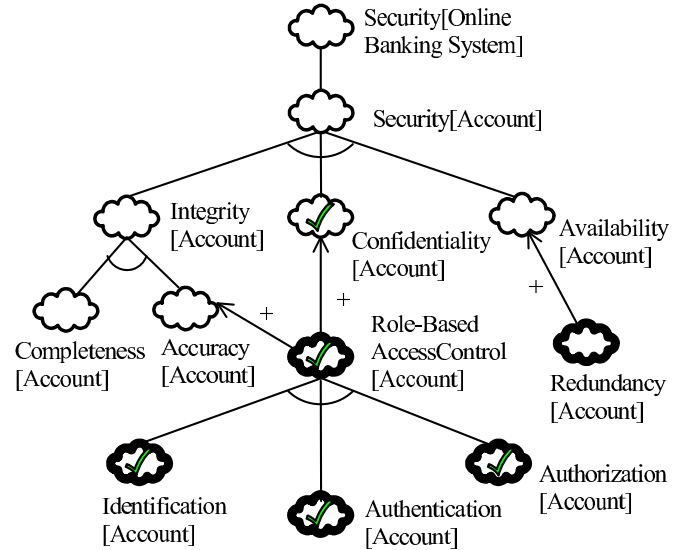 Security[Online
Banking System]
Security[Account]
Integrity
[Account]
Confidentiality
[Account]
Availability
[Account]
+
+
+
Completeness
[Account]
Accuracy
[Account]
Role-Based
AccessControl
[Account]
Redundancy
[Account]
Identification
[Account]
Authentication
[Account]
Authorization
[Account]